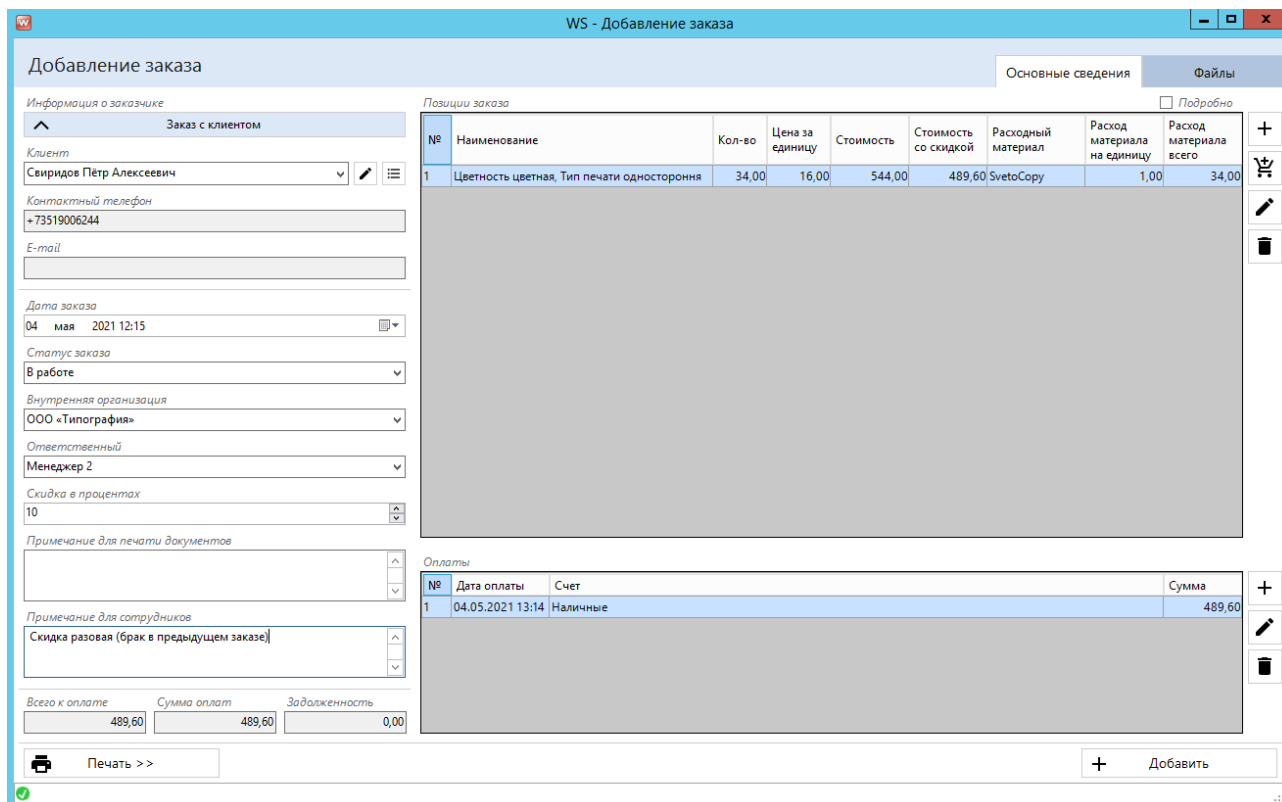 WS - Добавление заказа
Добавление заказа
Основные сведения
Файлы
Информация о заказчике
Заказ с клиентом
Клиент
Свиридов Пётр Алексеевич
Контактный телефон
+73519006244
E-mail
Дата заказа
04 мая 2021 12:15
Статус заказа
В работе
Внутренняя организация
ООО «Типография»
Ответственный
Менеджер 2
Скидка в процентах
10
Примечание для печати документов
Примечание для сотрудников
Скидка разовая (брак в предыдущем заказе)
Всего к оплате Сумма оплат Задолженность
489,60 489,60 0,00
Позиции заказа
Подробно
№ Наименование Кол-во Цена за единицу Стоимость Стоимость со скидкой Расходный материал Расход материала на единицу Расход материала всего
1 Цветность цветная, Тип печати одностороння 34,00 16,00 544,00 489,60 SvetoCopy 1,00 34,00
Оплаты
№ Дата оплаты Счет Сумма
1 04.05.2021 13:14 Наличные 489,60
Печать >>
Добавить